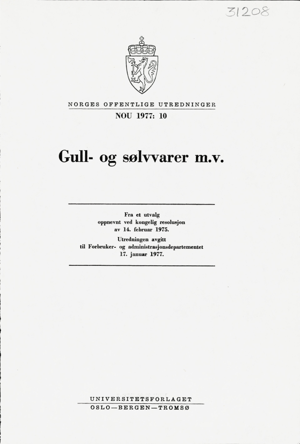 31208
NORGES OFFENTLIGE UTREDNINGER
NOU 1977: 10
Gull- og sølvvarer m.v.
Fra et utvalg
oppnevnt ved kongelig resolusjon
av 14. februar 1975.
Utredningen avgitt
til Forbruker- og administrasjonsdepartementet
17. januar 1977.
UNIVERSITETSFORLAGET
OSLO—BERGEN—TROMSØ